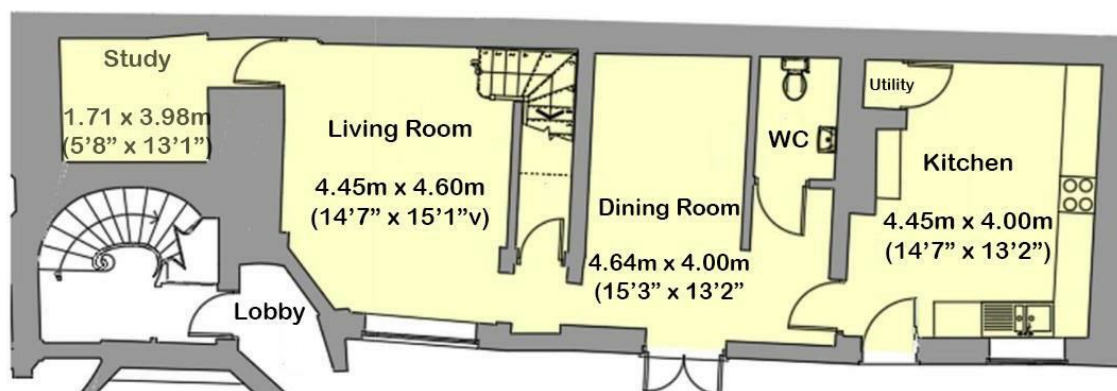 Study
1.71 x 3.98m
(5'8" x 13'1")
Living Room
4.45m x 4.60m
(14'7" x 15'1"v)
Dining Room
4.64m x 4.00m
(15'3" x 13'2"
WC
Utility
Kitchen
4.45m x 4.00m
(14'7" x 13'2")
Lobby